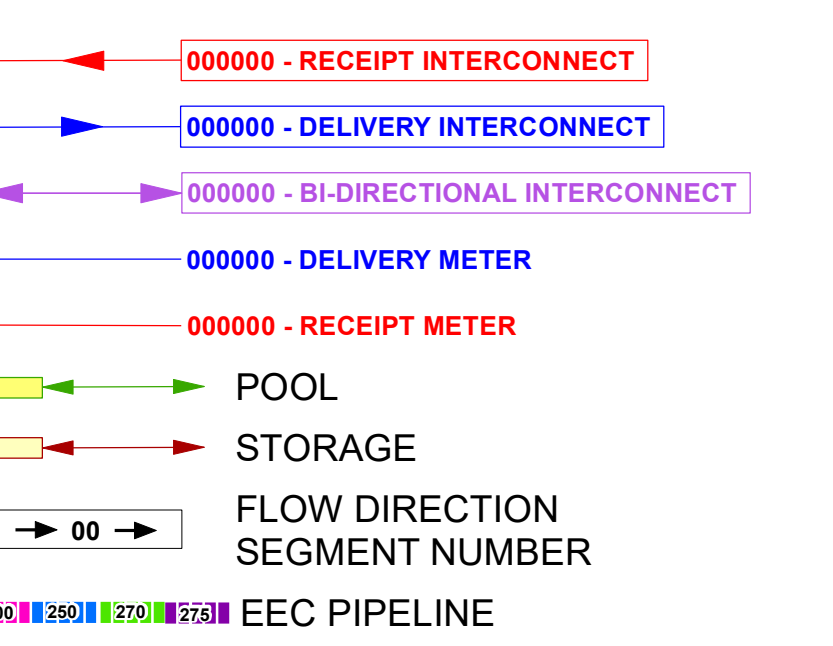 000000 - RECEIPT INTERCONNECT
000000 - DELIVERY INTERCONNECT
000000 - BI-DIRECTIONAL INTERCONNECT
000000 - DELIVERY METER
000000 - RECEIPT METER
POOL
STORAGE
00 FLOW DIRECTION
SEGMENT NUMBER
250 270 275 EEC PIPELINE